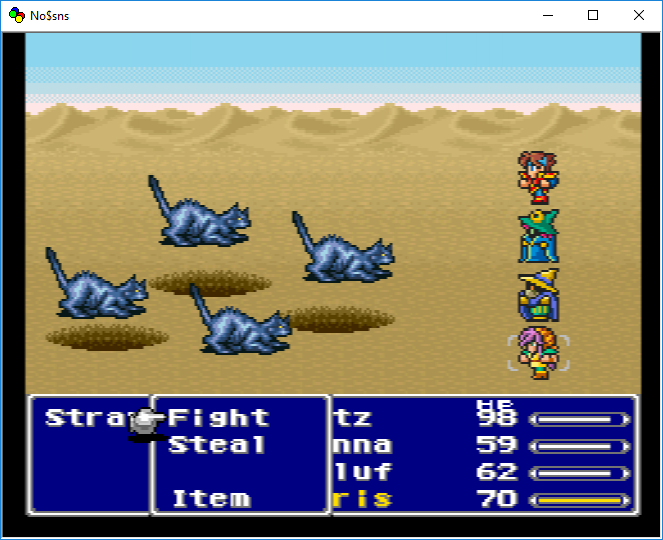 No$sns
HP
Stra Fight tz 98
Steal nna 59
luf 62
Item ris 70